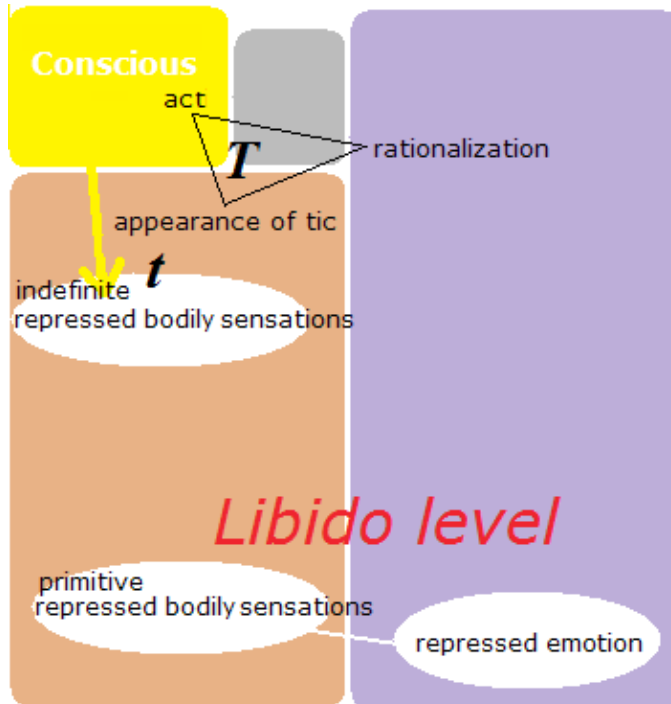 Conscious
act
T
rationalization
appearance of tic
t
indefinite
repressed bodily sensations
Libido level
primitive
repressed bodily sensations
repressed emotion